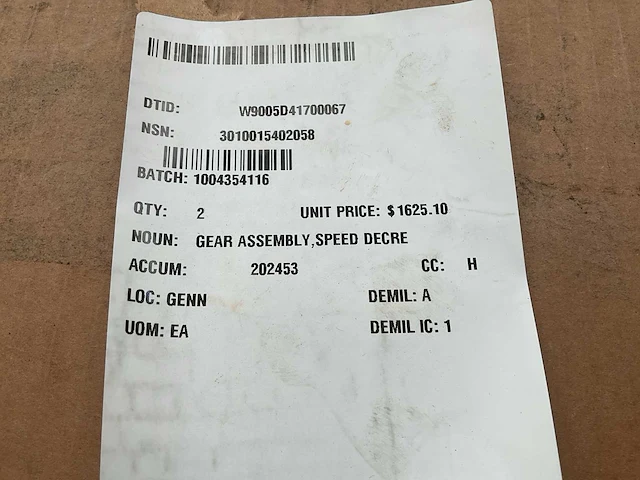 DTID: W9005D41700067
NSN: 3010015402058
BATCH: 1004354116
QTY: 2 UNIT PRICE: $1625.10
NOUN: GEAR ASSEMBLY,SPEED DECRE
ACCUM: 202453 CC: H
LOC: GENN DEMIL: A
UOM: EA DEMIL IC: 1